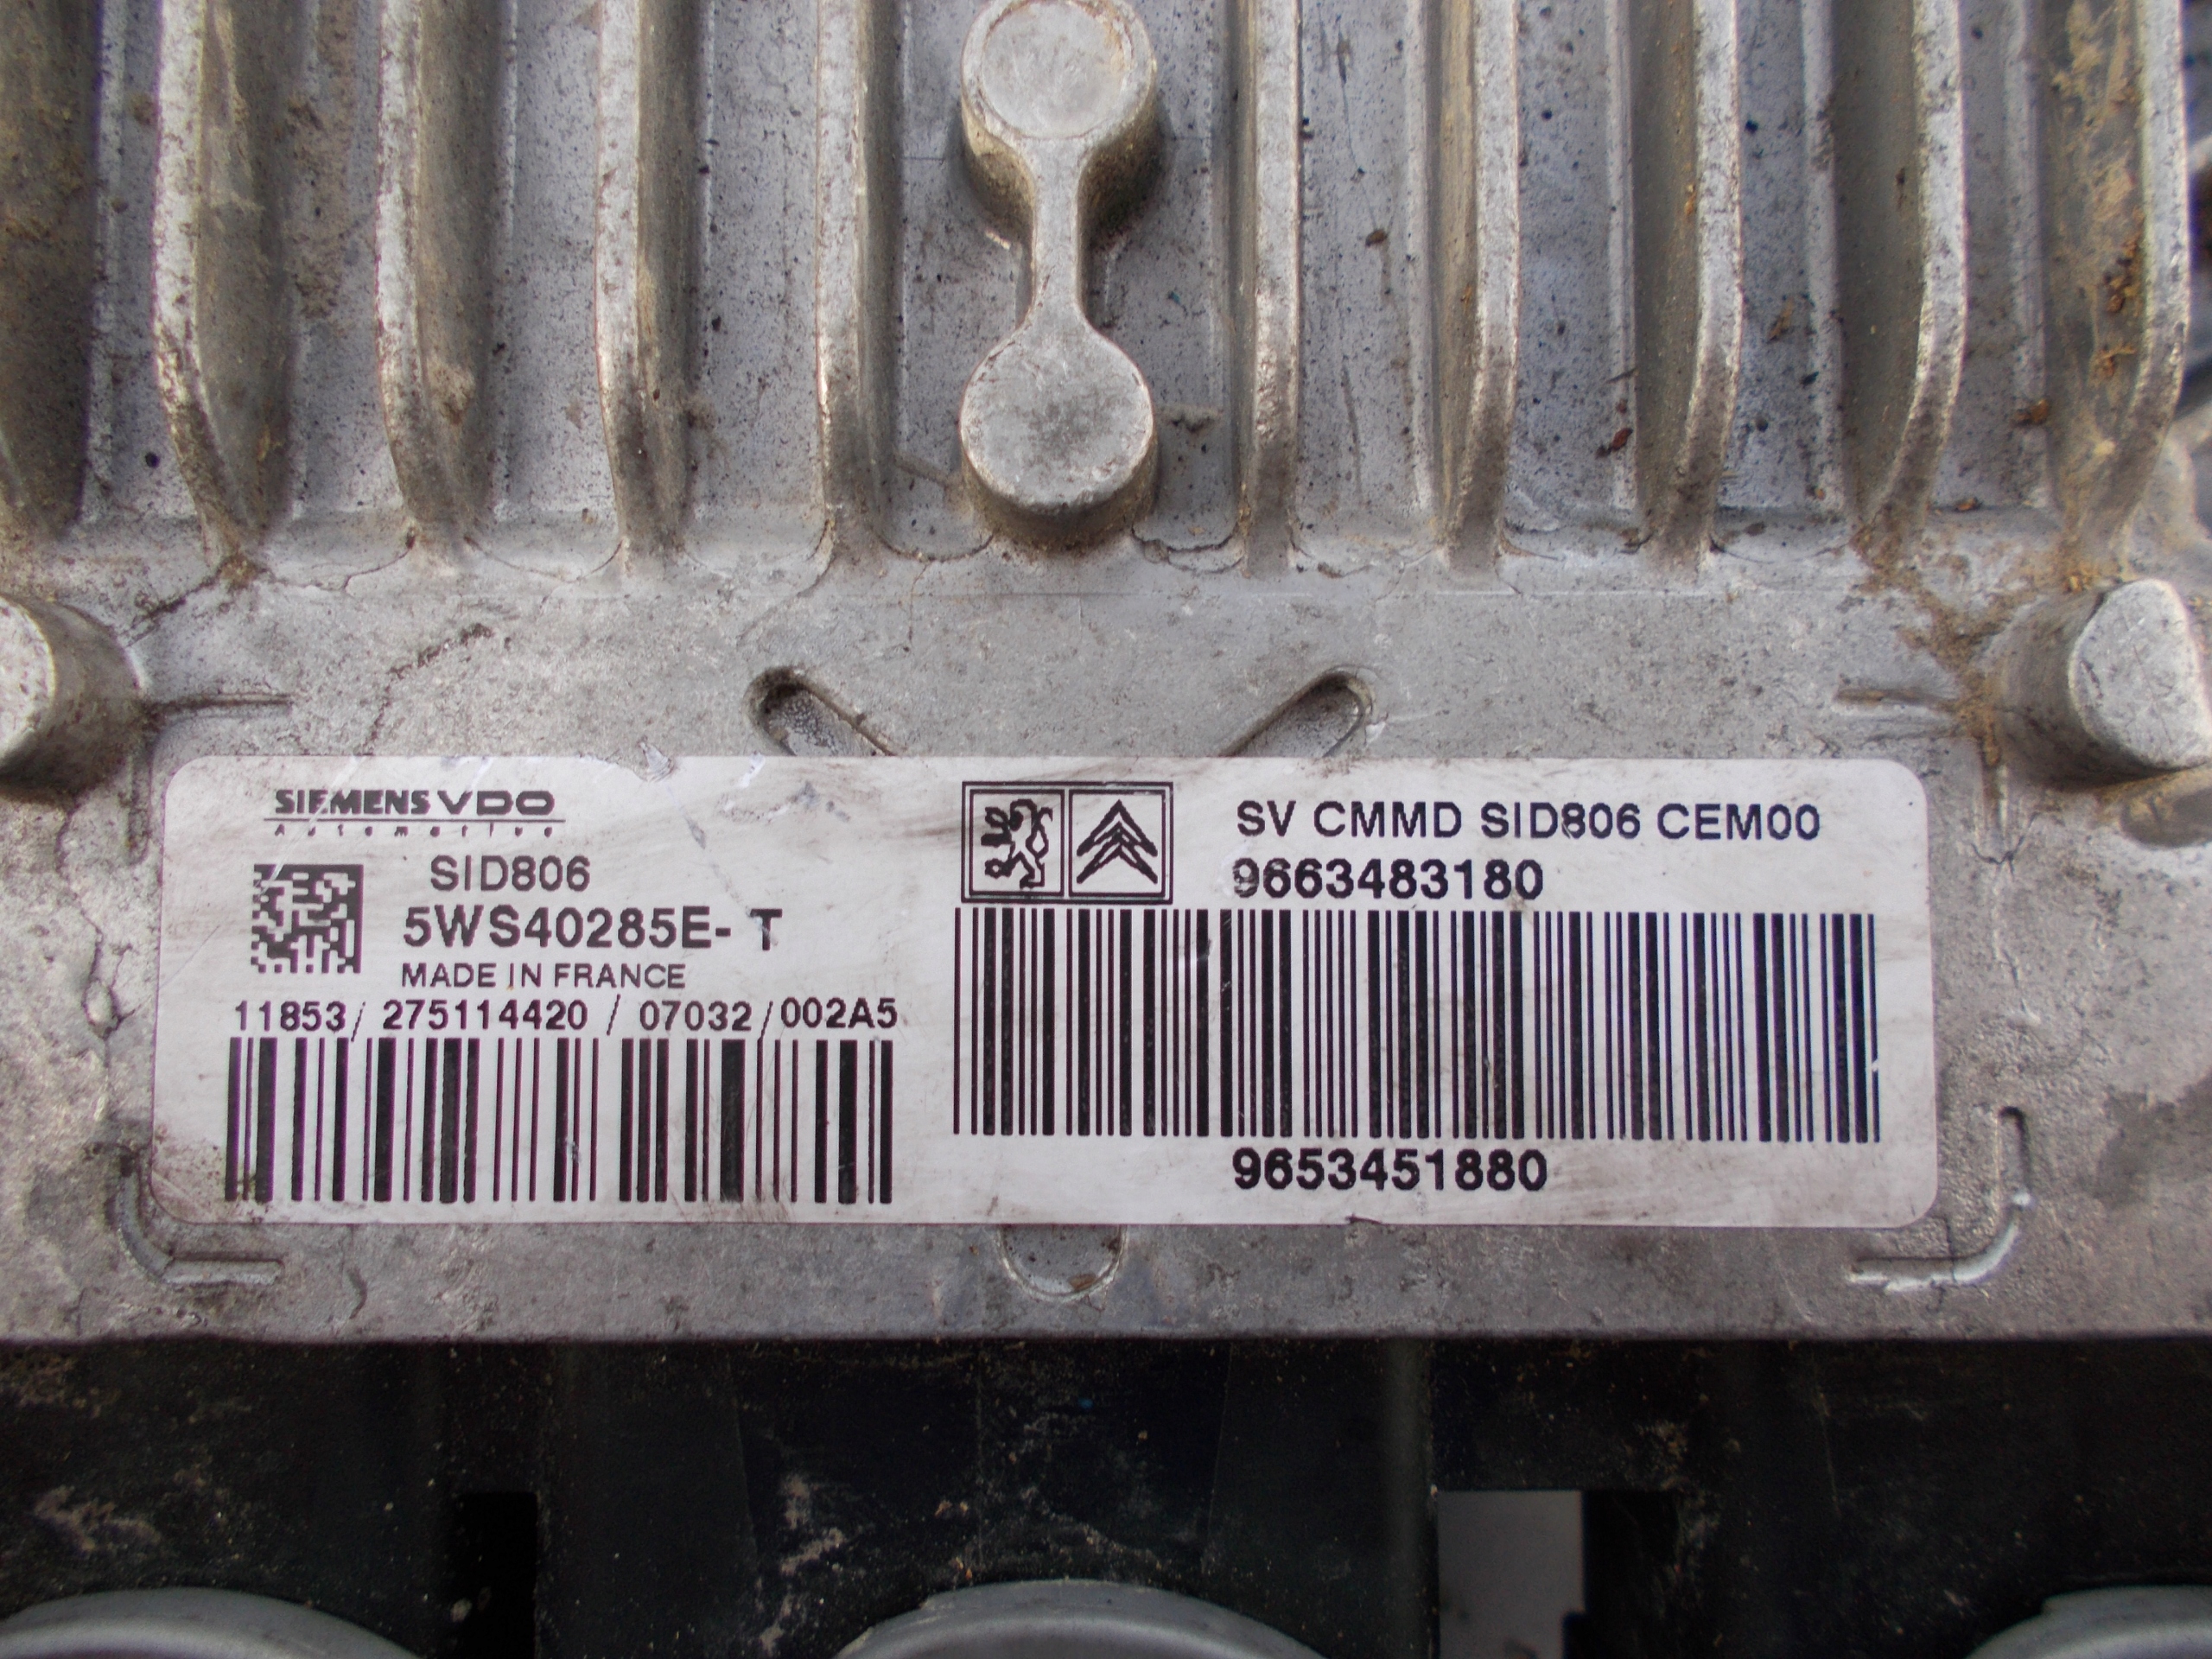 SIEMENS VDO
Automotive
SID806
5WS40285E- T
MADE IN FRANCE
11853/ 275114420 / 07032 /002A5
SV CMMD SID806 CEM00
9663483180
9653451880